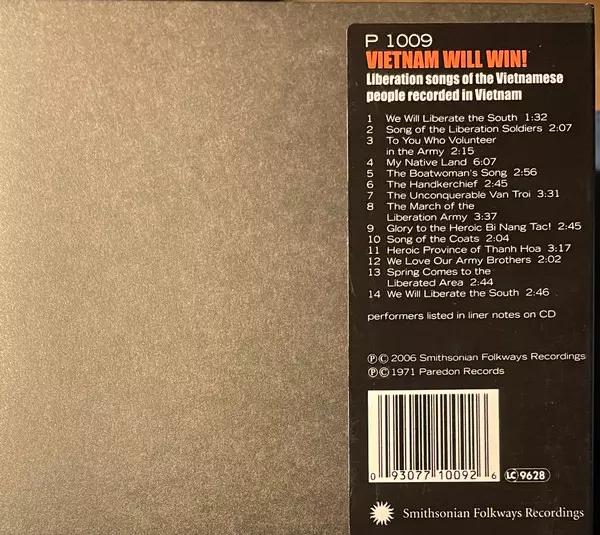 P 1009
VIETNAM WILL WIN!
Liberation songs of the Vietnamese
people recorded in Vietnam
1 We Will Liberate the South 1:32
2 Song of the Liberation Soldiers 2:07
3 To You Who Volunteer
in the Army 2:15
4 My Native Land 6:07
5 The Boatwoman's Song 2:56
6 The Handkerchief 2:45
7 The Unconquerable Van Troi 3:31
8 The March of the
Liberation Army 3:37
9 Glory to the Heroic Bi Nang Tac! 2:45
10 Song of the Coats 2:04
11 Heroic Province of Thanh Hoa 3:17
12 We Love Our Army Brothers 2:02
13 Spring Comes to the
Liberated Area 2:44
14 We Will Liberate the South 2:46
performers listed in liner notes on CD
℗© 2006 Smithsonian Folkways Recordings
℗© 1971 Paredon Records
0 93077 10092 6
LC 9628
Smithsonian Folkways Recordings